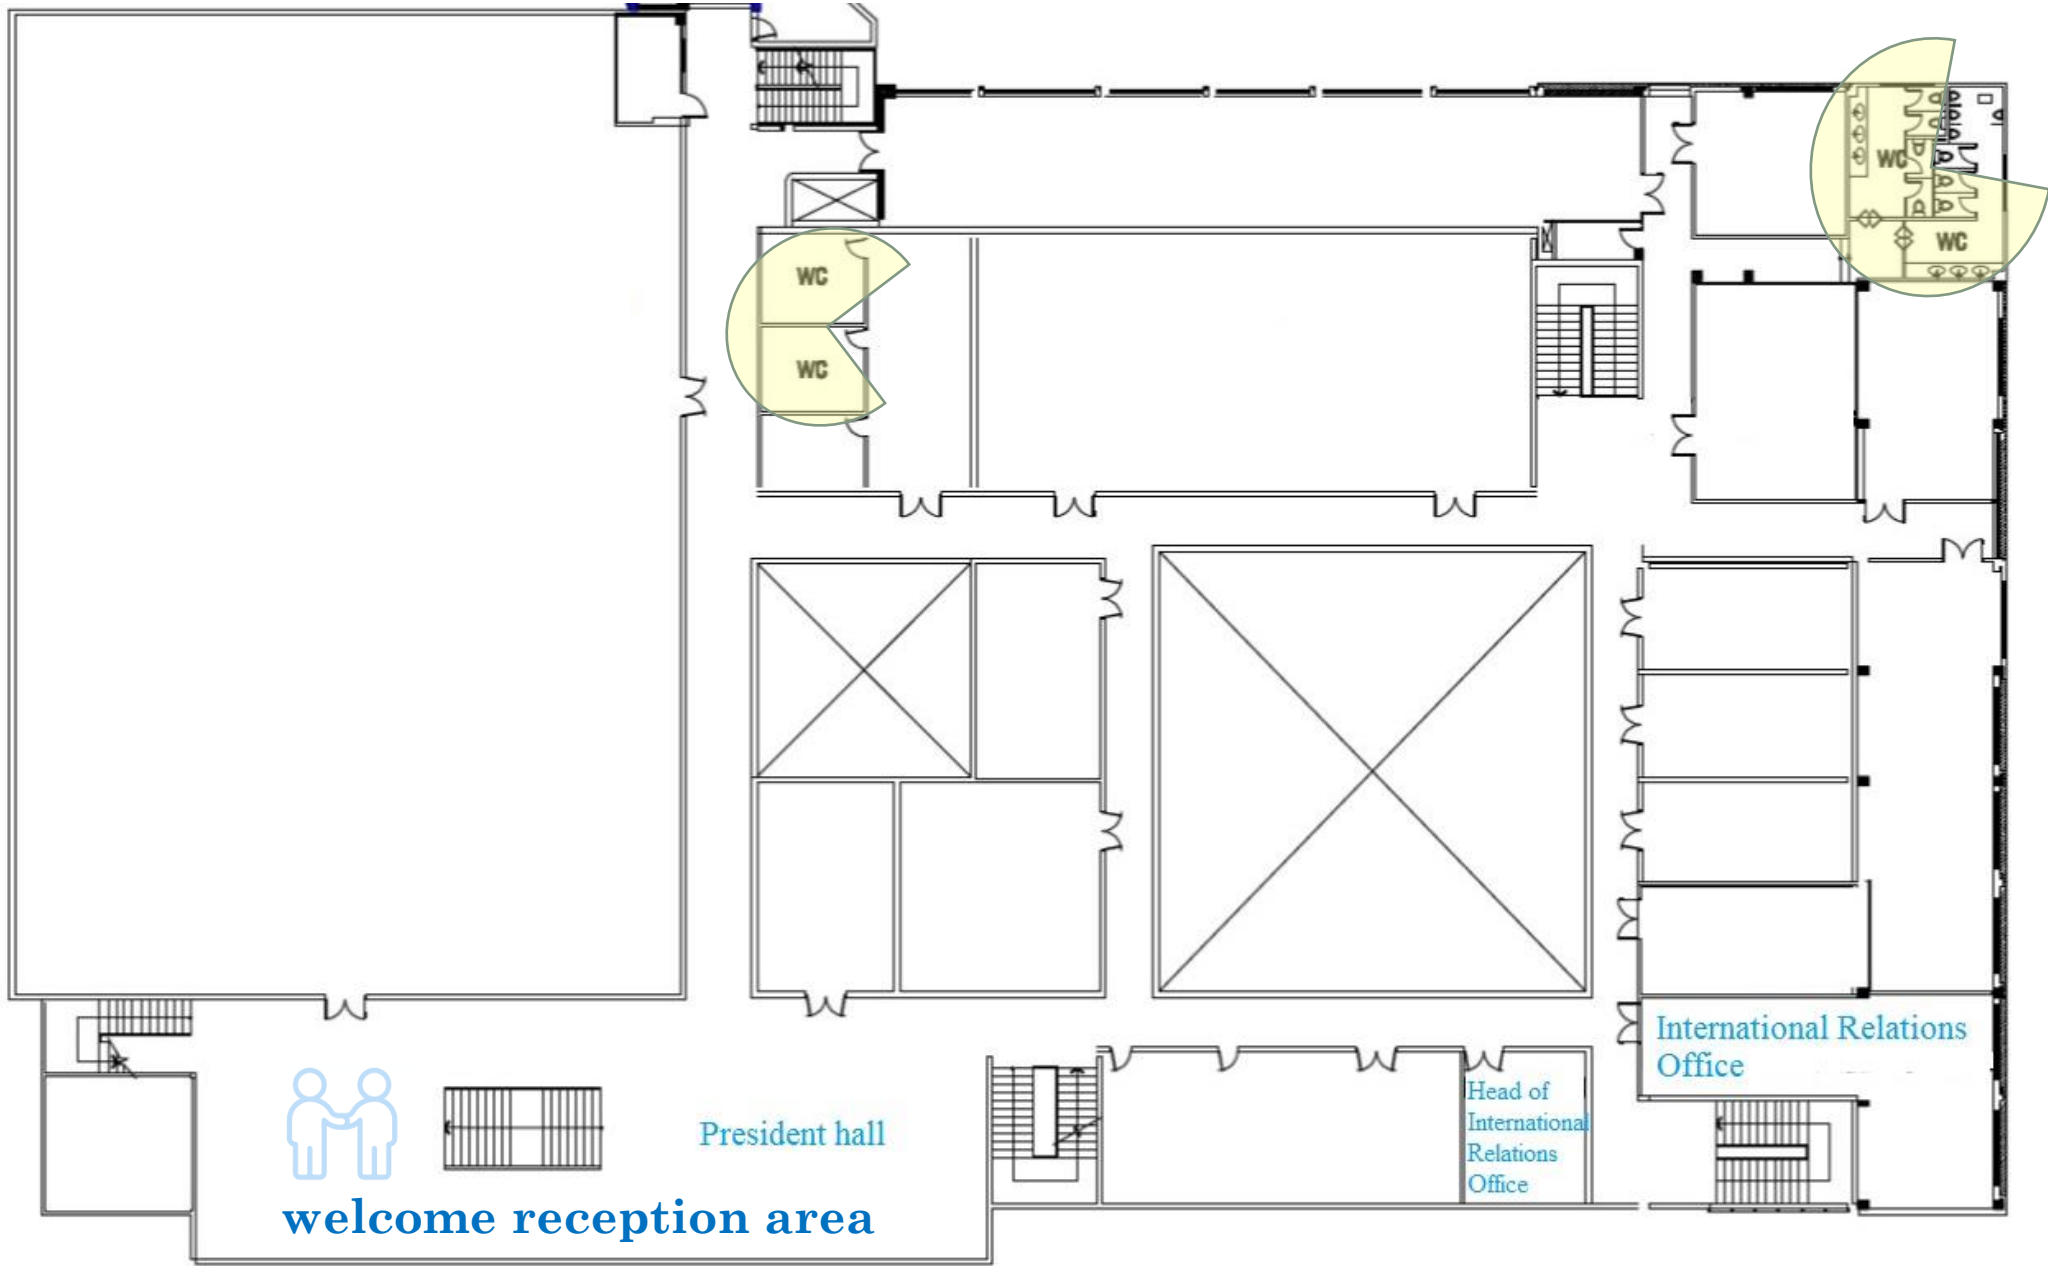 WC
WC
WC
WC
International Relations
Office
Head of
International
Relations
Office
President hall
welcome reception area